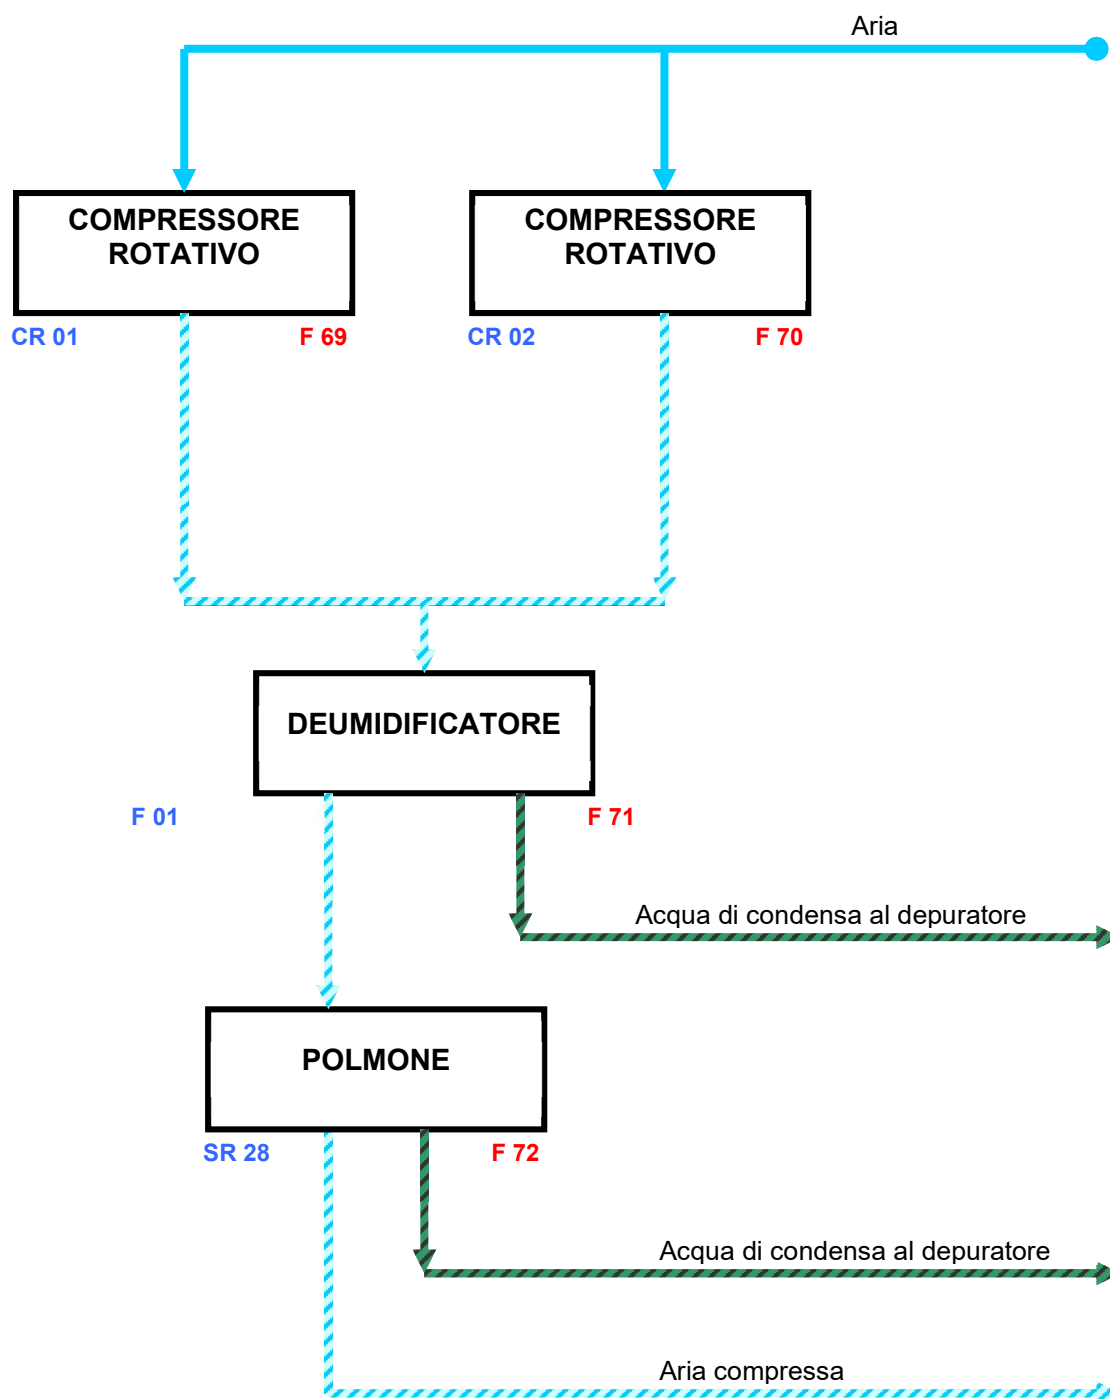 Aria
COMPRESSORE
ROTATIVO
COMPRESSORE
ROTATIVO
CR 01
F 69
CR 02
F 70
DEUMIDIFICATORE
F 01
F 71
Acqua di condensa al depuratore
POLMONE
SR 28
F 72
Acqua di condensa al depuratore
Aria compressa